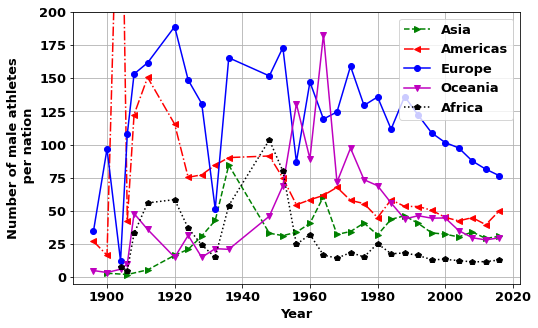 200
175
150
125
100
75
50
25
0
Number of male athletes
per nation
Asia
Americas
Europe
Oceania
Africa
1900
1920
1940
1960
1980
2000
2020
Year